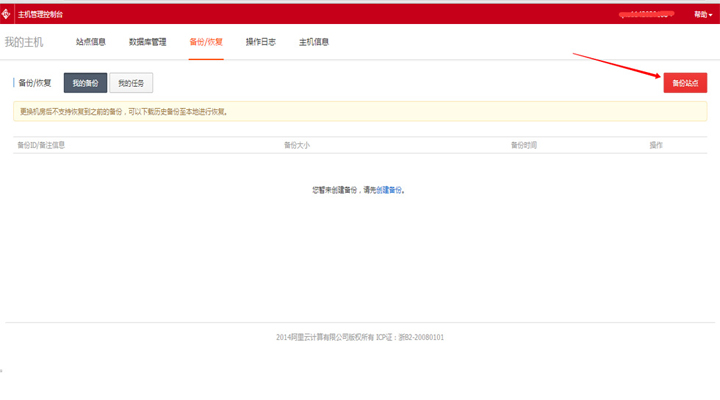 主机管理控制台
帮助
我的主机 站点信息 数据库管理 备份/恢复 操作日志 主机信息
备份/恢复 我的备份 我的任务 备份站点
更换机房后不支持恢复到之前的备份，可以下载历史备份至本地进行恢复。
备份ID/备注信息 备份大小 备份时间 操作
您暂未创建备份，请先创建备份。
2014阿里云计算有限公司版权所有 ICP证：浙B2-20080101